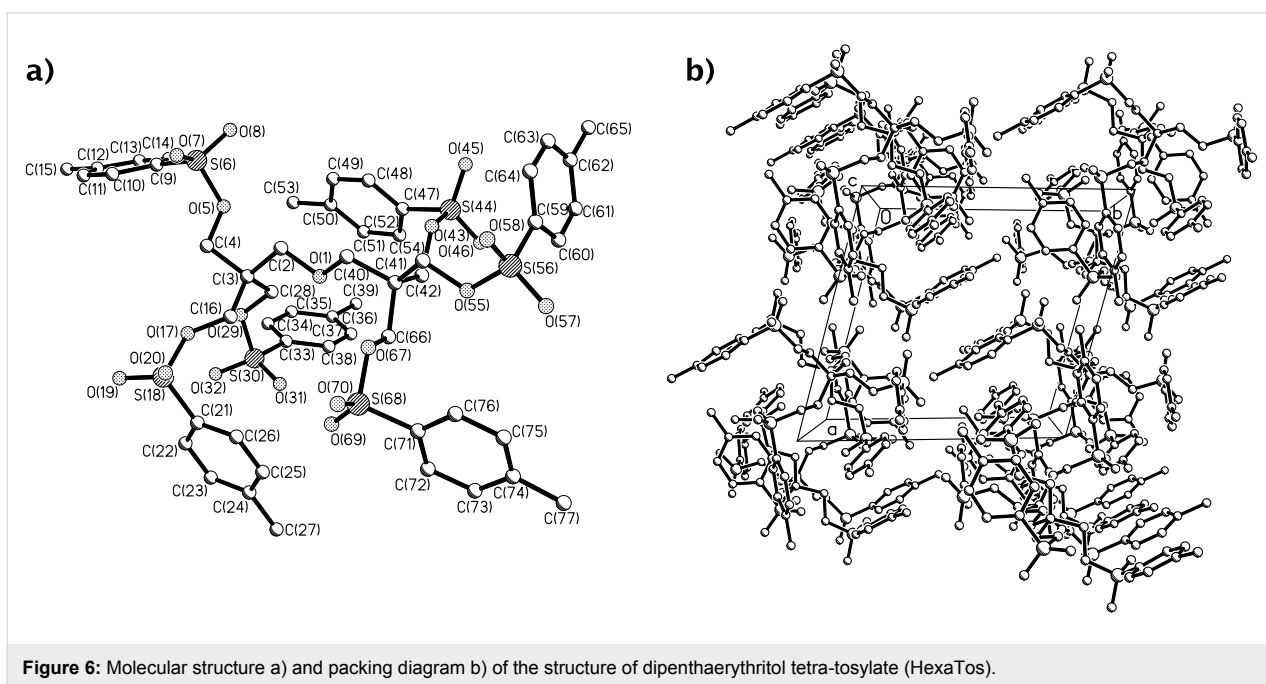 a)
b)
O(8)
C(14)
O(7)
C(13)
C(12)
C(15)
S(6)
C(11)
C(10)
C(9)
O(5)
C(4)
C(3)
C(2)
O(1)
C(28)
C(16)
O(29)
O(17)
O(20)
O(19)
S(18)
O(32)
S(30)
O(31)
C(21)
C(22)
C(26)
C(23)
C(25)
C(24)
C(27)
C(35)
C(34)
C(36)
C(37)
C(33)
C(38)
C(39)
C(40)
C(41)
C(42)
C(49)
C(48)
C(53)
C(50)
C(47)
C(52)
C(51)
C(54)
O(45)
S(44)
O(43)
O(46)
O(58)
C(63)
C(65)
C(64)
C(62)
C(59)
C(61)
C(60)
S(56)
O(55)
O(57)
C(66)
O(67)
O(70)
S(68)
O(69)
C(76)
C(75)
C(71)
C(72)
C(74)
C(73)
C(77)
c
0
b
a
Figure 6: Molecular structure a) and packing diagram b) of the structure of dipenthaerythritol tetra-tosylate (HexaTos).